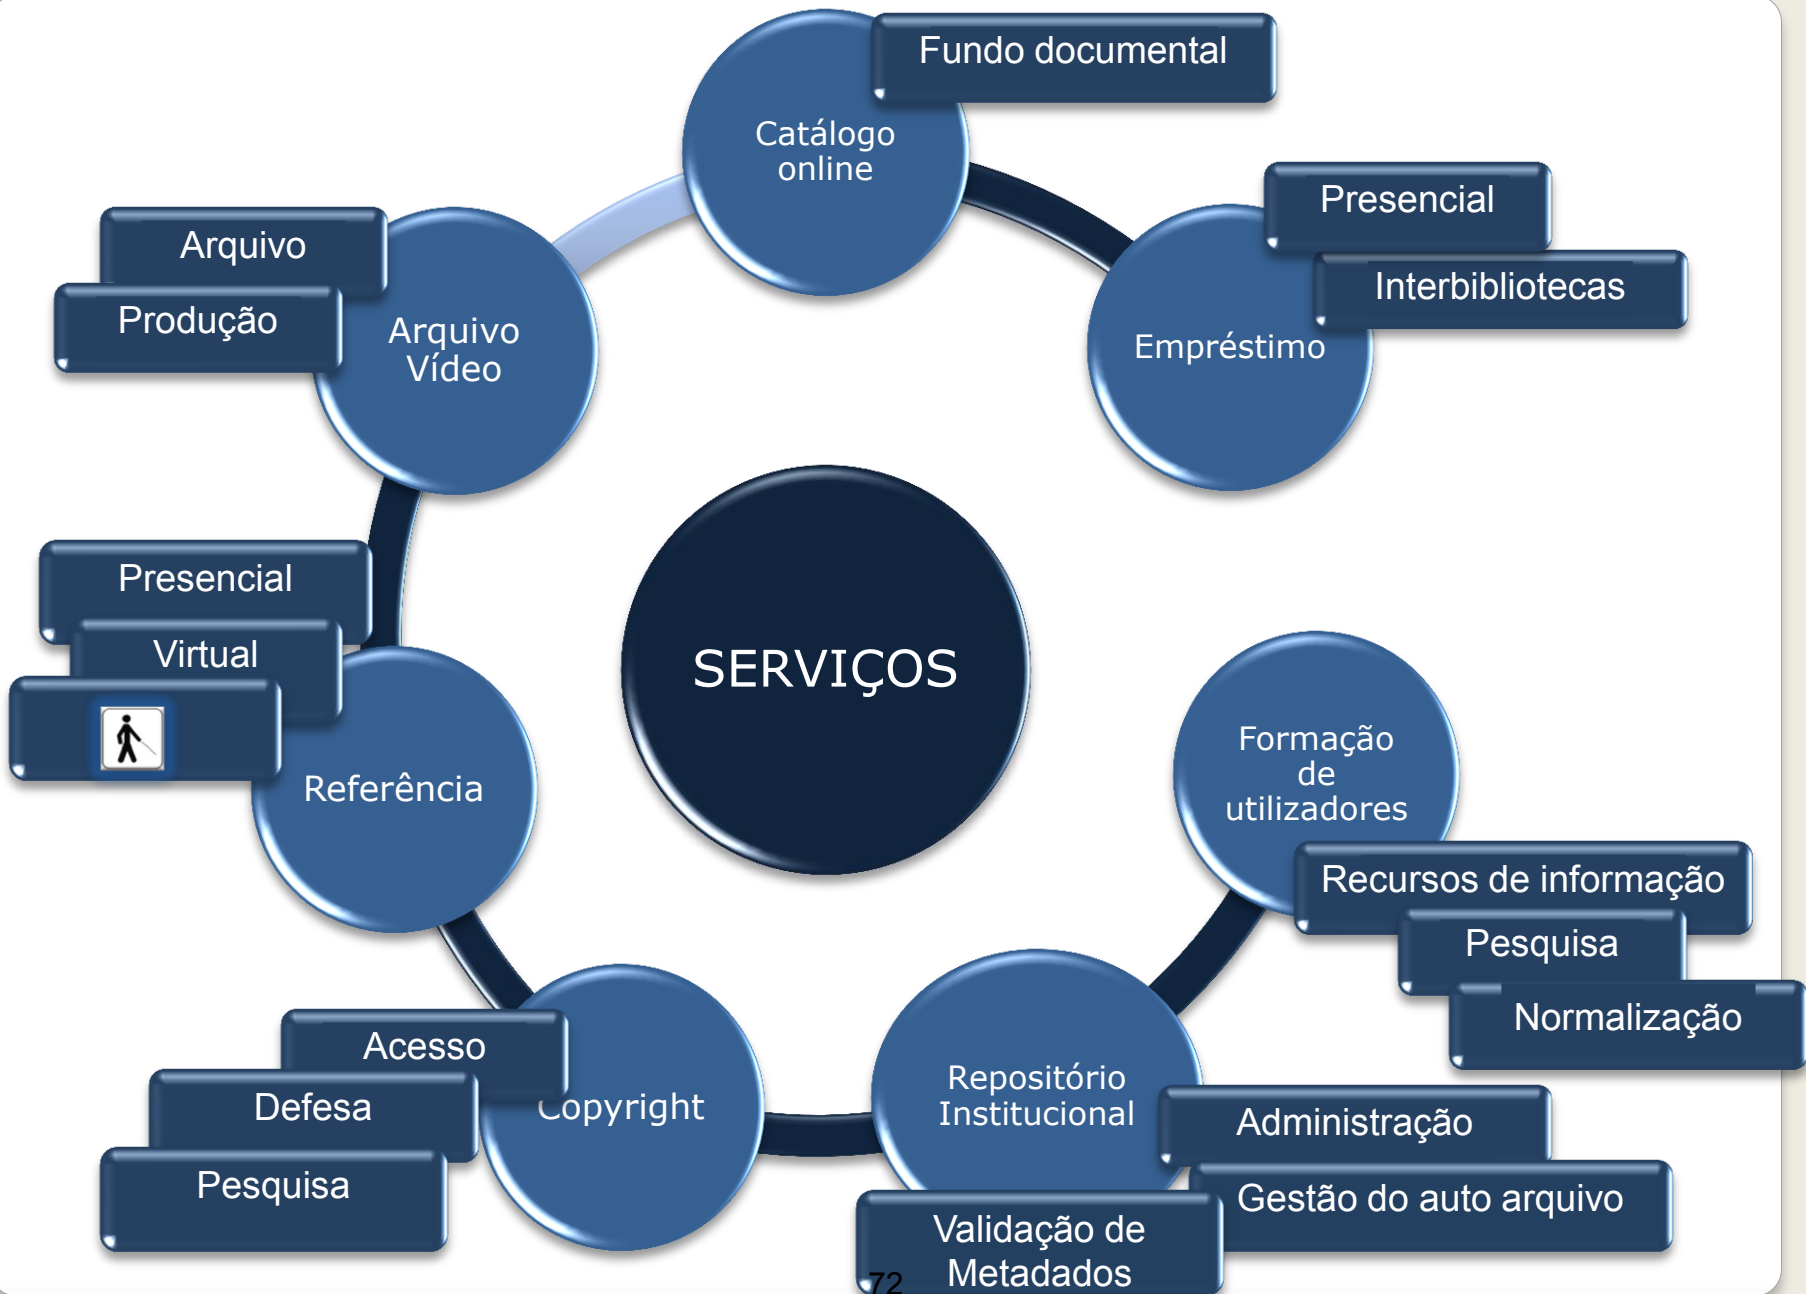 Fundo documental
Catálogo
online
Presencial
Interbibliotecas
Empréstimo
Arquivo
Produção
Arquivo
Vídeo
Presencial
Virtual
Referência
SERVIÇOS
Formação
de
utilizadores
Recursos de informação
Pesquisa
Normalização
Repositório
Institucional
Administração
Gestão do auto arquivo
Validação de
Metadados
Acesso
Defesa
Pesquisa
Copyright
72